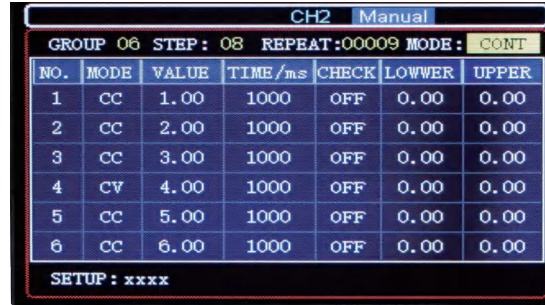 CH2 Manual
GROUP 06 STEP: 08 REPEAT:00009 MODE: CONT
NO. MODE VALUE TIME/ms CHECK LOWWER UPPER
1 CC 1.00 1000 OFF 0.00 0.00
2 CC 2.00 1000 OFF 0.00 0.00
3 CC 3.00 1000 OFF 0.00 0.00
4 CV 4.00 1000 OFF 0.00 0.00
5 CC 5.00 1000 OFF 0.00 0.00
6 CC 6.00 1000 OFF 0.00 0.00
SETUP: xxxx